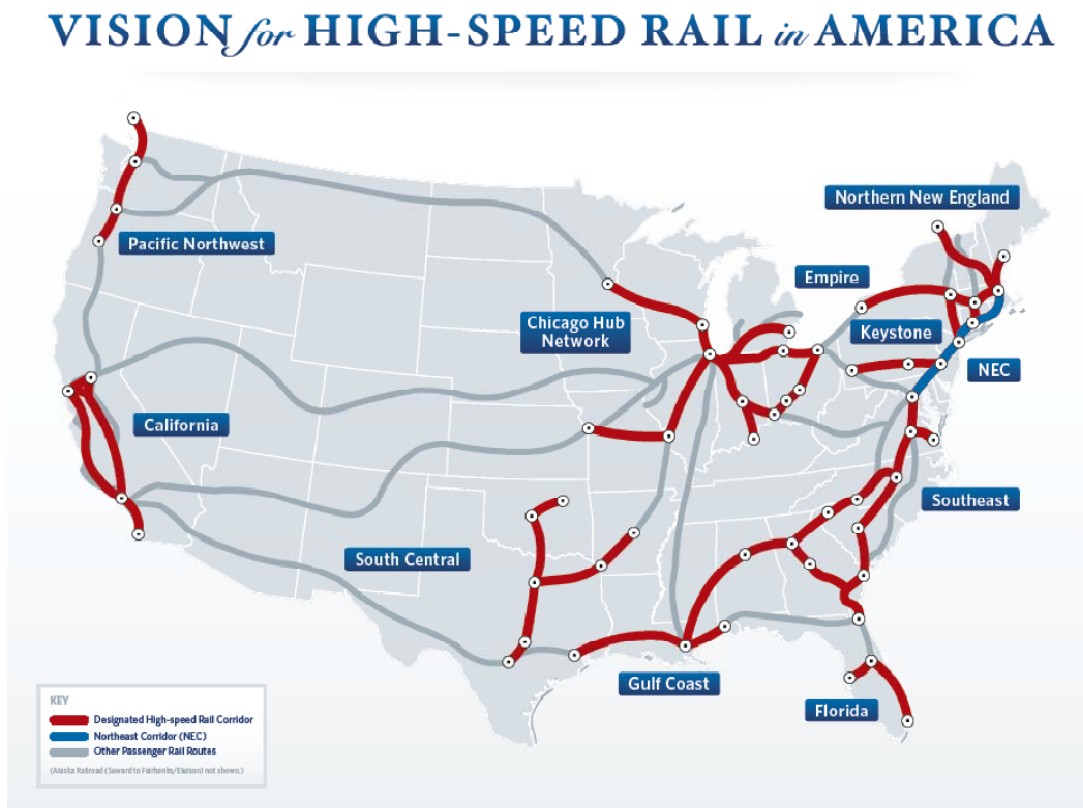 VISION for HIGH-SPEED RAIL in AMERICA
Northern New England
Pacific Northwest
Empire
Chicago Hub
Network
Keystone
NEC
California
Southeast
South Central
Gulf Coast
Florida
KEY
Designated High-speed Rail Corridor
Northeast Corridor (NEC)
Other Passenger Rail Routes
(Alaska Railroad (Seward to Fairbanks/Eielson) not shown.)